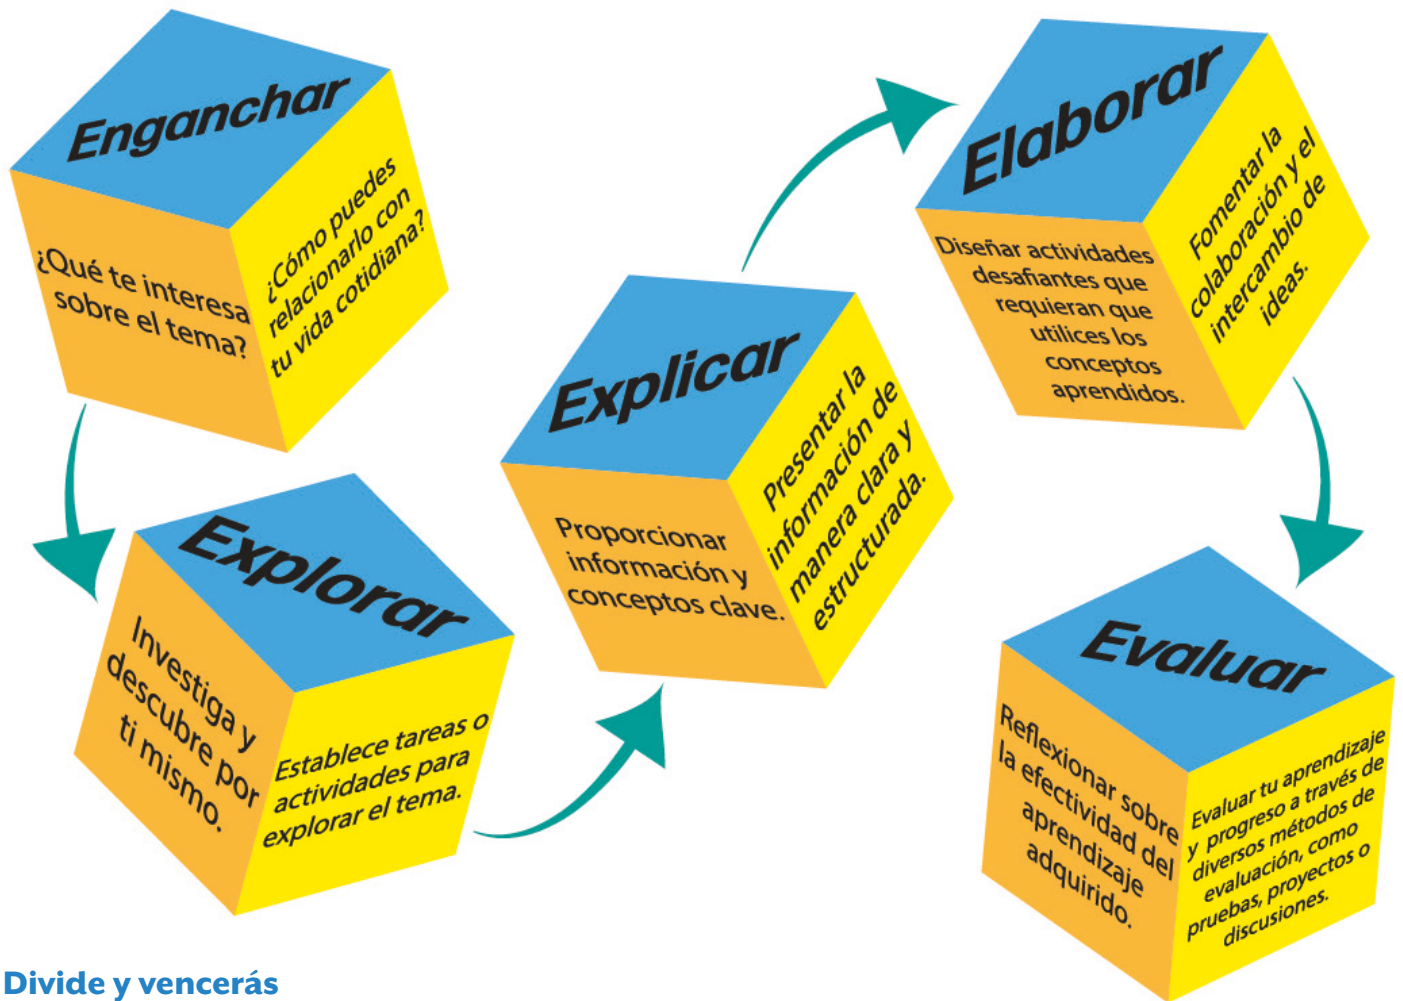 Enganchar
¿Qué te interesa
sobre el tema?
¿Cómo puedes
relacionarlo con
tu vida cotidiana?
Explorar
Investiga y
descubre por
ti mismo.
Establece tareas o
actividades para
explorar el tema.
Explicar
Proporcionar
información y
conceptos clave.
Presentar la
información de
manera clara y
estructurada.
Elaborar
Diseñar actividades
desafiantes que
requieran que
utilices los
conceptos
aprendidos.
Fomentar la
colaboración y el
intercambio de
ideas.
Evaluar
Reflexionar sobre
la efectividad del
aprendizaje
adquirido.
Evaluar tu aprendizaje
y progreso a través de
diversos métodos de
evaluación, como
pruebas, proyectos o
discusiones.
Divide y vencerás